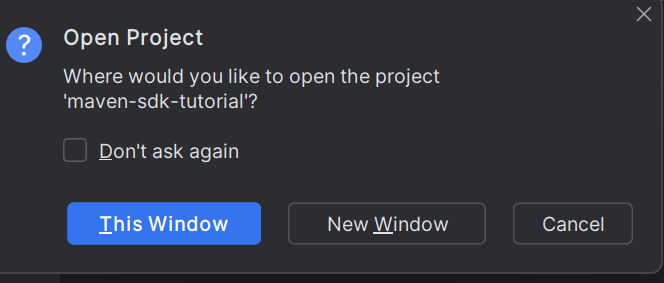 ?
Open Project
Where would you like to open the project
'maven-sdk-tutorial'?
Don't ask again
This Window
New Window
Cancel